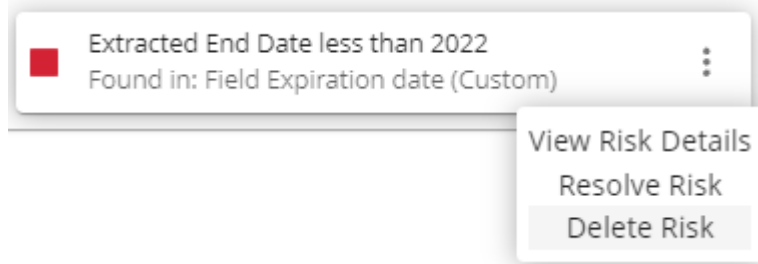 Extracted End Date less than 2022
Found in: Field Expiration date (Custom)
View Risk Details
Resolve Risk
Delete Risk